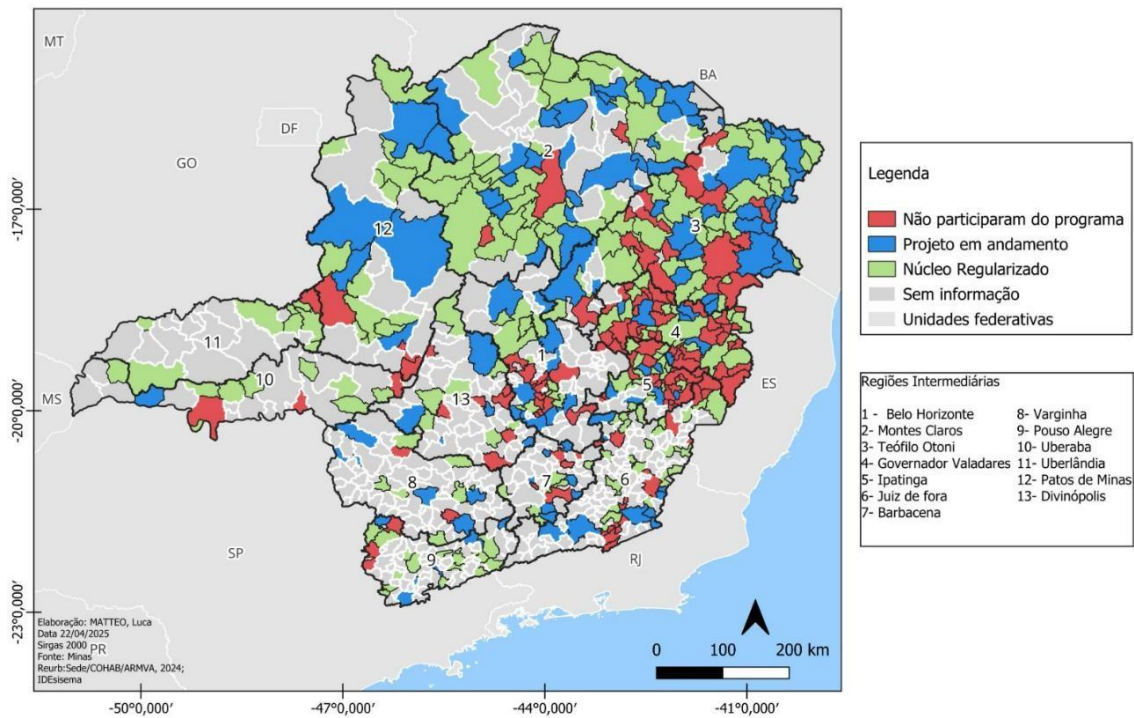 MT
BA
DF
GO
2
12
3
4
1
11
5
10
ES
MS
13
6
7
8
9
RJ
SP
PR
-17°0,000'
-20°0,000'
-23°0,000'
-50°0,000'
-47°0,000'
-44°0,000'
-41°0,000'
Elaboração: MATTEO, Luca
Data 22/04/2025
Sirgas 2000
Fonte: Minas
Reurb:Sede/COHAB/ARMVA, 2024;
IDEsisema
0 100 200 km
Legenda
Não participaram do programa
Projeto em andamento
Núcleo Regularizado
Sem informação
Unidades federativas
Regiões Intermediárias
1 - Belo Horizonte
2- Montes Claros
3- Teófilo Otoni
4- Governador Valadares
5- Ipatinga
6- Juiz de fora
7- Barbacena
8- Varginha
9- Pouso Alegre
10- Uberaba
11- Uberlândia
12- Patos de Minas
13- Divinópolis